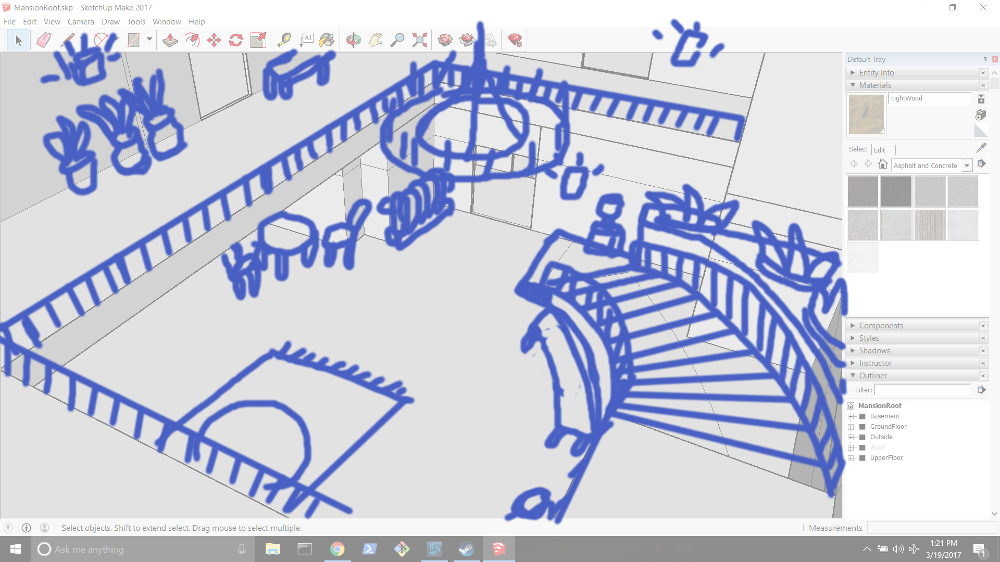 MansionRoof.skp - SketchUp Make 2017
File Edit View Camera Draw Tools Window Help
A1
Default Tray
Entity Info
Materials
LightWood
Select Edit
Asphalt and Concrete
Components
Styles
Shadows
Instructor
Outliner
Filter:
MansionRoof
Basement
GroundFloor
Outside
Roof
UpperFloor
Select objects. Shift to extend select. Drag mouse to select multiple.
Measurements
Ask me anything
1:21 PM
3/19/2017
1